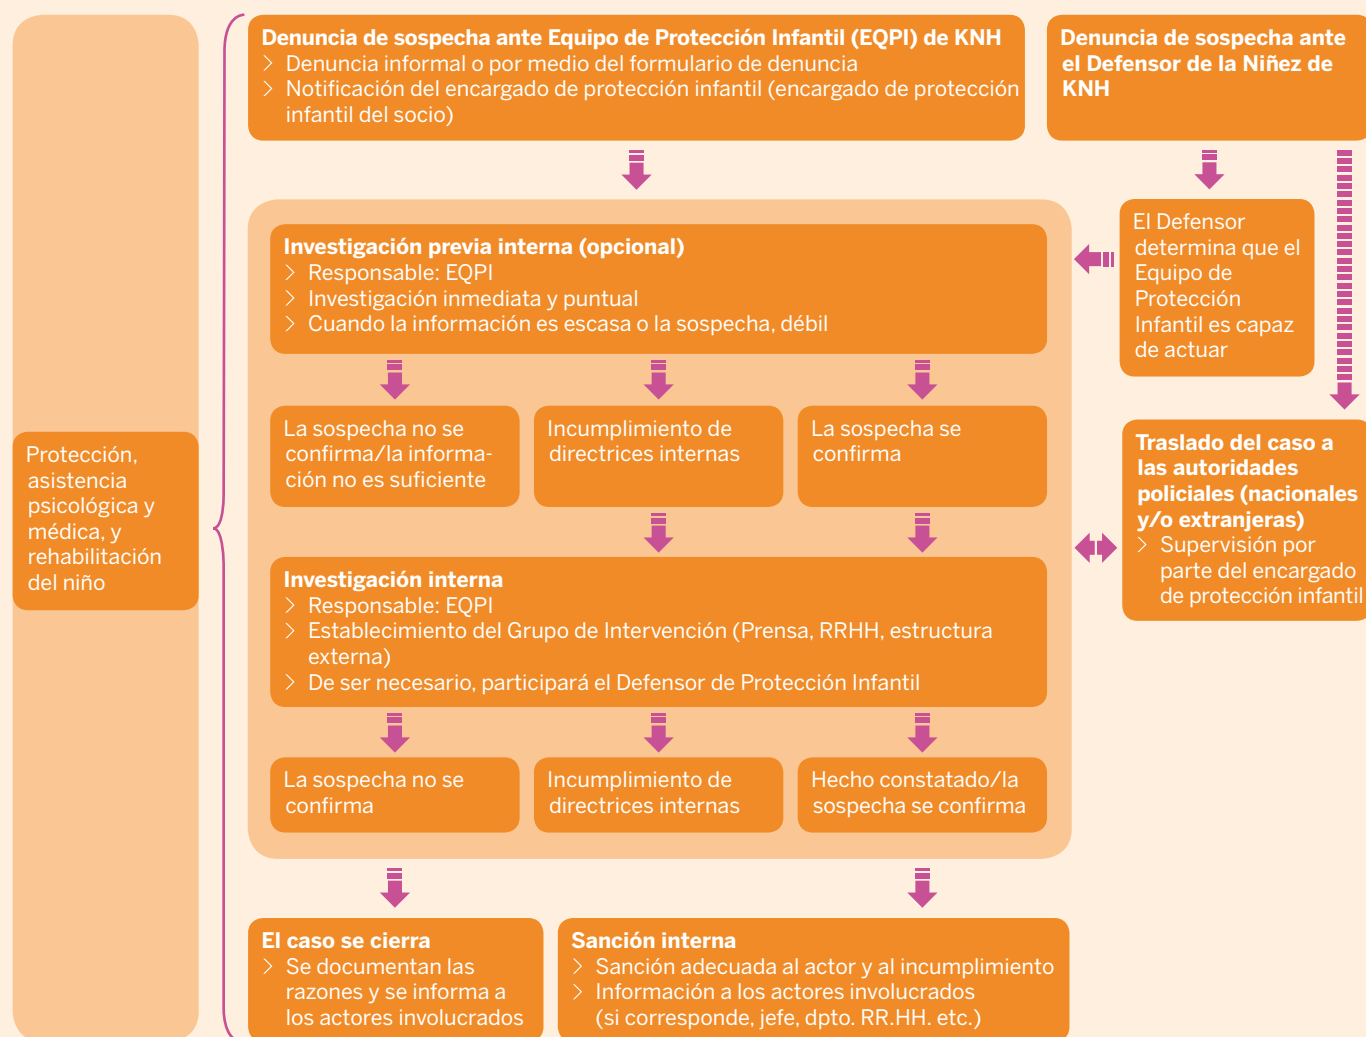 Protección,
asistencia
psicológica y
médica, y
rehabilitación
del niño
Denuncia de sospecha ante Equipo de Protección Infantil (EQPI) de KNH
> Denuncia informal o por medio del formulario de denuncia
> Notificación del encargado de protección infantil (encargado de protección
infantil del socio)
Denuncia de sospecha ante
el Defensor de la Niñez de
KNH
El Defensor
determina que el
Equipo de
Protección
Infantil es capaz
de actuar
Investigación previa interna (opcional)
> Responsable: EQPI
> Investigación inmediata y puntual
> Cuando la información es escasa o la sospecha, débil
La sospecha no se
confirma/la informa-
ción no es suficiente
Incumplimiento de
directrices internas
La sospecha se
confirma
Traslado del caso a
las autoridades
policiales (nacionales
y/o extranjeras)
> Supervisión por
parte del encargado
de protección infantil
Investigación interna
> Responsable: EQPI
> Establecimiento del Grupo de Intervención (Prensa, RRHH, estructura
externa)
> De ser necesario, participará el Defensor de Protección Infantil
La sospecha no se
confirma
Incumplimiento de
directrices internas
Hecho constatado/la
sospecha se confirma
El caso se cierra
> Se documentan las
razones y se informa a
los actores involucrados
Sanción interna
> Sanción adecuada al actor y al incumplimiento
> Información a los actores involucrados
(si corresponde, jefe, dpto. RR.HH. etc.)